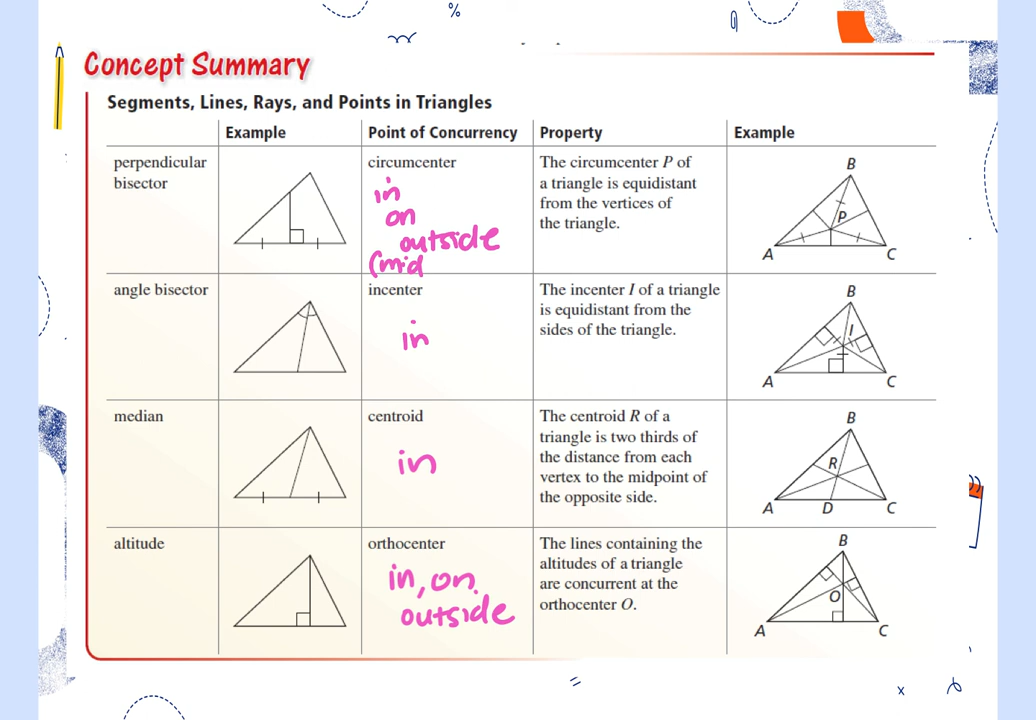 Concept Summary
Segments, Lines, Rays, and Points in Triangles
Example
Point of Concurrency
Property
Example
perpendicular
bisector
circumcenter
in
on
outside
(mid
The circumcenter P of
a triangle is equidistant
from the vertices of
the triangle.
B
P
A
C
angle bisector
incenter
in
The incenter I of a triangle
is equidistant from the
sides of the triangle.
B
I
A
C
median
centroid
in
The centroid R of a
triangle is two thirds of
the distance from each
vertex to the midpoint of
the opposite side.
B
R
A
D
C
altitude
orthocenter
in, on,
outside
The lines containing the
altitudes of a triangle
are concurrent at the
orthocenter O.
B
O
A
C